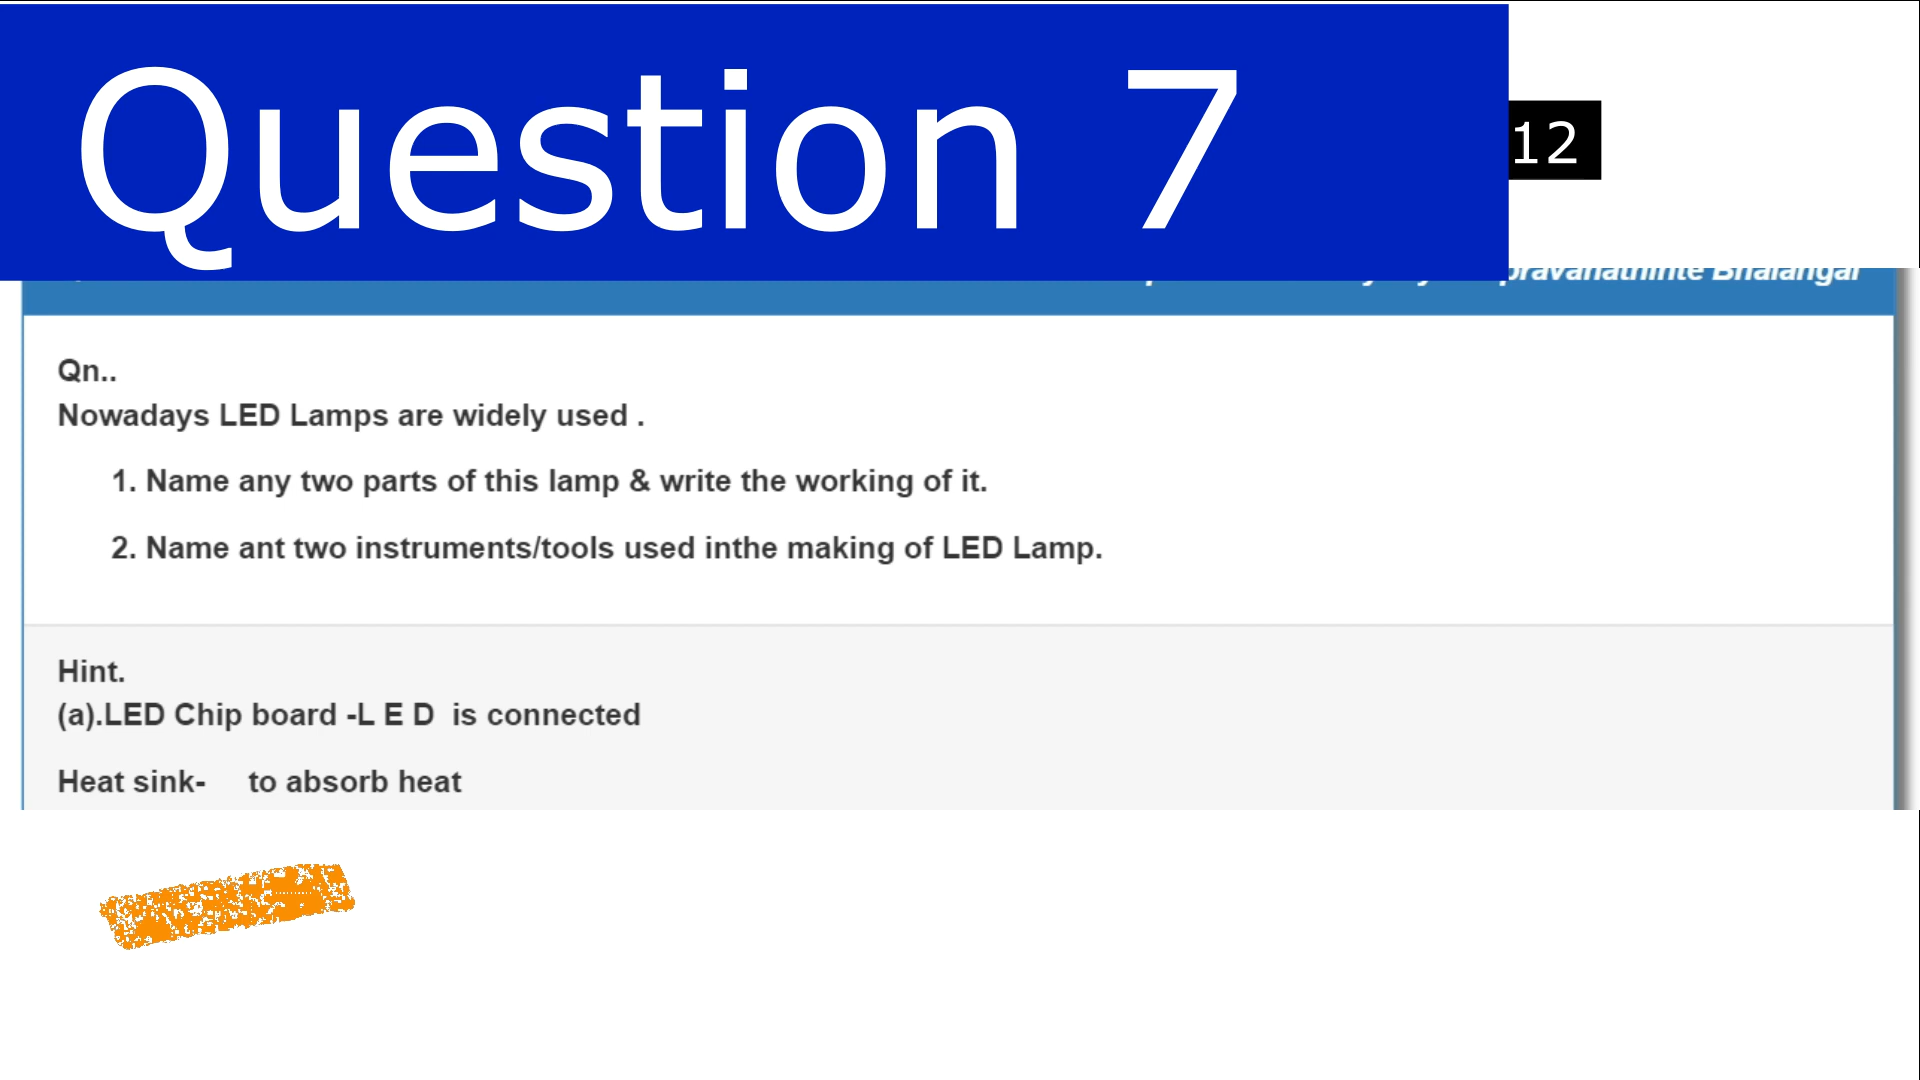 Question 7
12
Bhalangal
Qn..
Nowadays LED Lamps are widely used .
1. Name any two parts of this lamp & write the working of it.
2. Name ant two instruments/tools used inthe making of LED Lamp.
Hint.
(a).LED Chip board -L E D is connected
Heat sink- to absorb heat